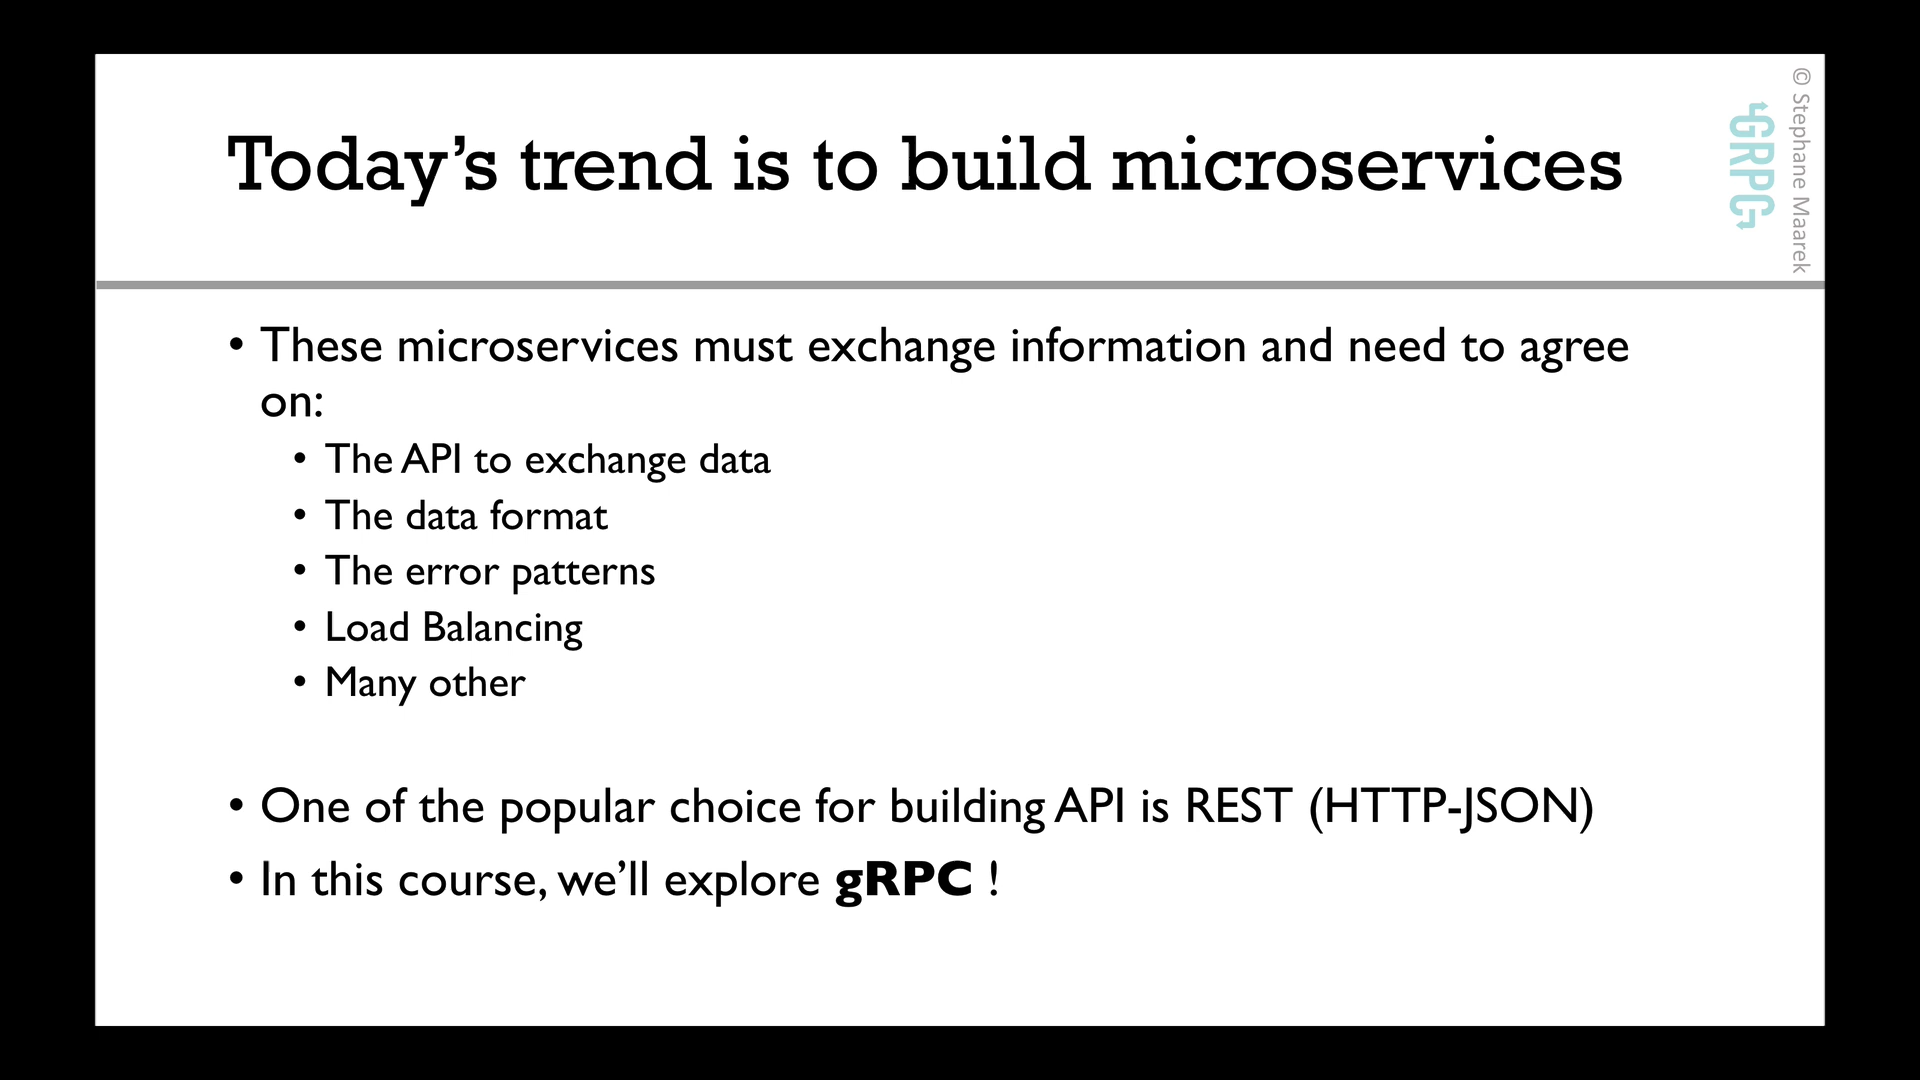 Today’s trend is to build microservices
GRPC
© Stephane Maarek
• These microservices must exchange information and need to agree
on:
• The API to exchange data
• The data format
• The error patterns
• Load Balancing
• Many other
• One of the popular choice for building API is REST (HTTP-JSON)
• In this course, we’ll explore gRPC !